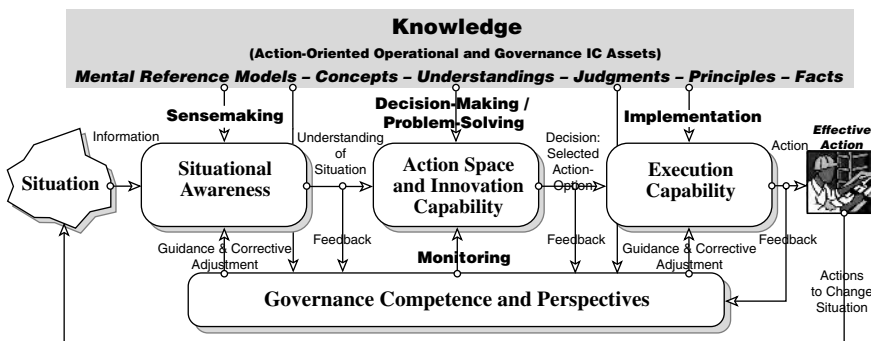 Knowledge
(Action-Oriented Operational and Governance IC Assets)
Mental Reference Models – Concepts – Understandings – Judgments – Principles – Facts
Sensemaking
Decision-Making /
Problem-Solving
Implementation
Effective
Action
Information
Understanding
of
Situation
Decision:
Selected
Action-
Option
Action
Situation
Situational
Awareness
Action Space
and Innovation
Capability
Execution
Capability
Guidance & Corrective
Adjustment
Feedback
Monitoring
Feedback
Guidance & Corrective
Adjustment
Feedback
Governance Competence and Perspectives
Actions
to Change
Situation